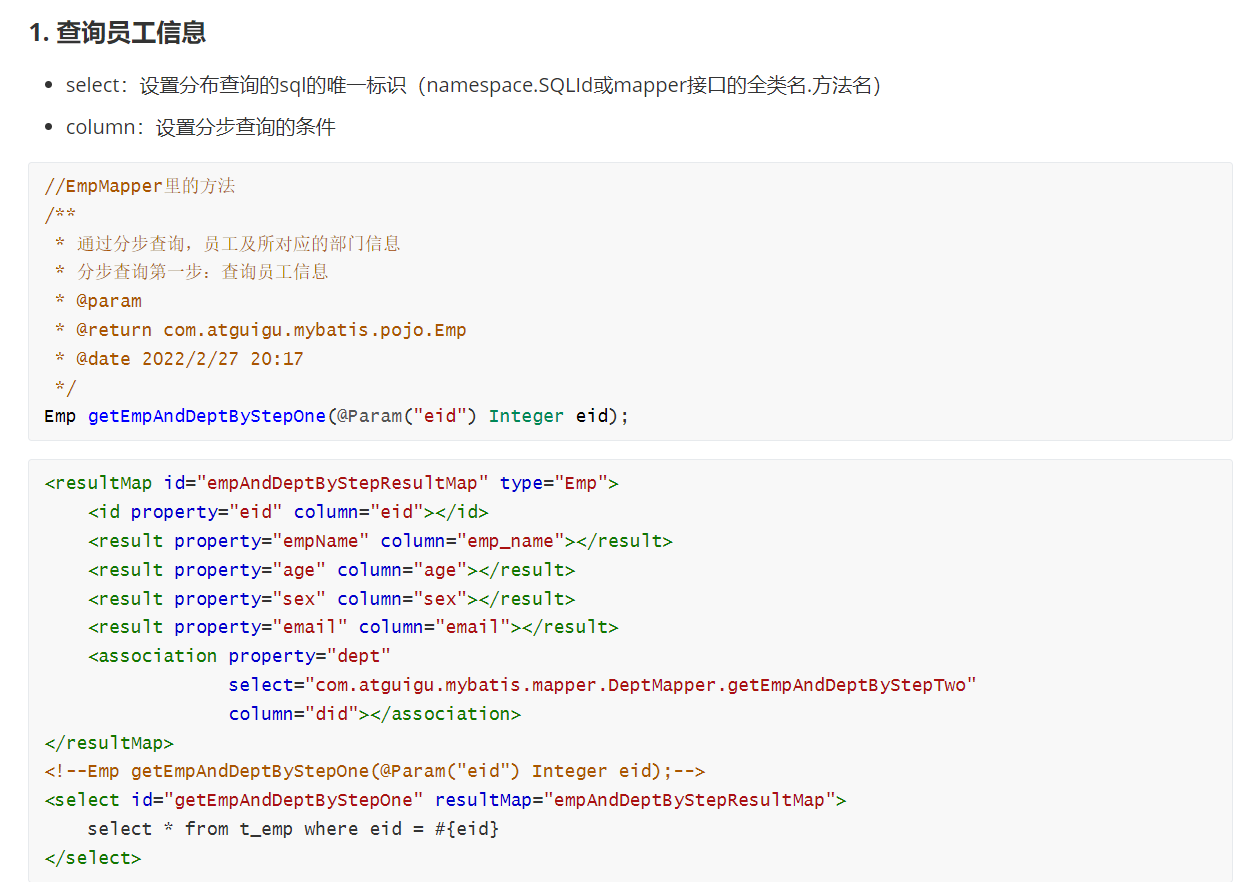 1. 查询员工信息
• select：设置分布查询的sql的唯一标识（namespace.SQLId或mapper接口的全类名.方法名）
• column：设置分步查询的条件
//EmpMapper里的方法
/**
 * 通过分步查询，员工及所对应的部门信息
 * 分步查询第一步：查询员工信息
 * @param
 * @return com.atguigu.mybatis.pojo.Emp
 * @date 2022/2/27 20:17
 */
Emp getEmpAndDeptByStepOne(@Param("eid") Integer eid);
<resultMap id="empAndDeptByStepResultMap" type="Emp">
    <id property="eid" column="eid"></id>
    <result property="empName" column="emp_name"></result>
    <result property="age" column="age"></result>
    <result property="sex" column="sex"></result>
    <result property="email" column="email"></result>
    <association property="dept"
                 select="com.atguigu.mybatis.mapper.DeptMapper.getEmpAndDeptByStepTwo"
                 column="did"></association>
</resultMap>
<!--Emp getEmpAndDeptByStepOne(@Param("eid") Integer eid);-->
<select id="getEmpAndDeptByStepOne" resultMap="empAndDeptByStepResultMap">
    select * from t_emp where eid = #{eid}
</select>